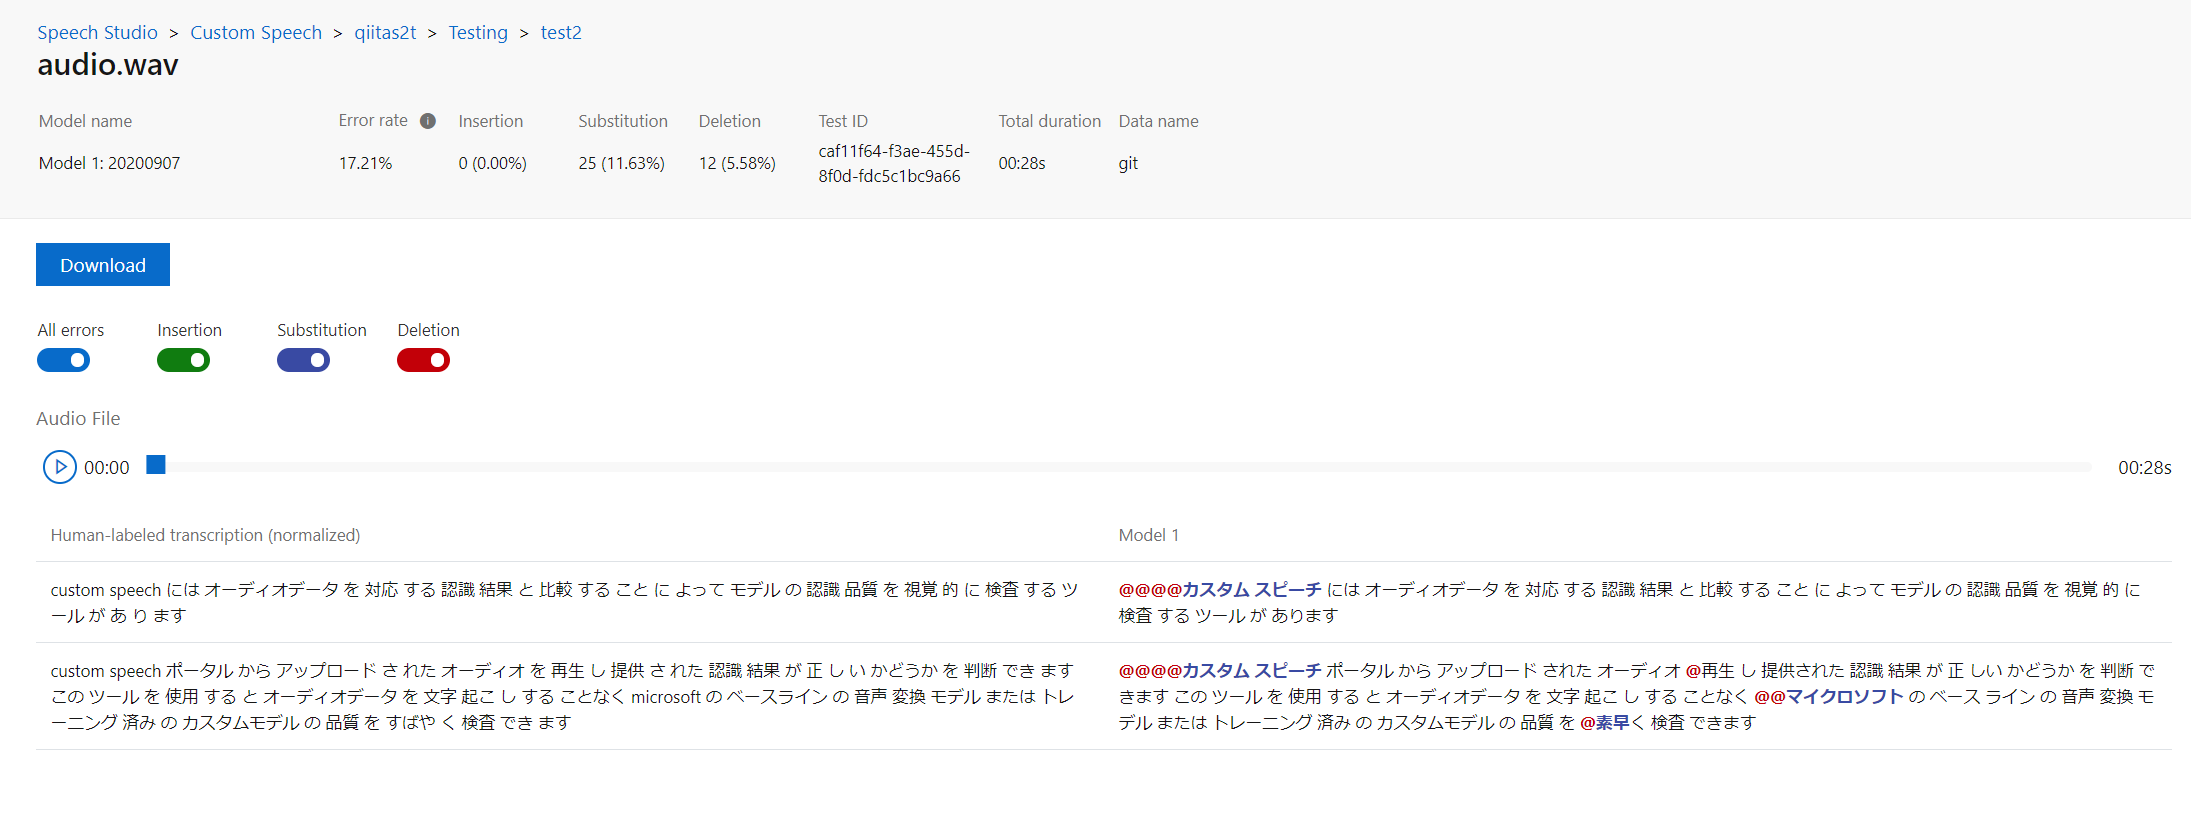 Speech Studio > Custom Speech > qiitas2t > Testing > test2
audio.wav
Model name Error rate Insertion Substitution Deletion Test ID Total duration Data name
Model 1: 20200907 17.21% 0 (0.00%) 25 (11.63%) 12 (5.58%) caf11f64-f3ae-455d-8f0d-fdc5c1bc9a66 00:28s git
Download
All errors Insertion Substitution Deletion
Audio File
00:00 00:28s
Human-labeled transcription (normalized) Model 1
custom speech には オーディオデータ を 対応 する 認識 結果 と 比較 する こと に よって モデル の 認識 品質 を 視覚 的 に 検査 する ツ
ール が あ り ます
@@@@カスタム スピーチ には オーディオデータ を 対応 する 認識 結果 と 比較 する こと に よって モデル の 認識 品質 を 視覚 的 に
検査 する ツール が あります
custom speech ポータル から アップロード さ れた オーディオ を 再生 し 提供 さ れた 認識 結果 が 正 し い かどうか を 判断 でき ます
この ツール を 使用 する と オーディオデータ を 文字 起こ し する ことなく microsoft の ベースライン の 音声 変換 モデル または トレ
ーニング 済み の カスタムモデル の 品質 を すばや く 検査 でき ます
@@@@カスタム スピーチ ポータル から アップロード された オーディオ @再生 し 提供された 認識 結果 が 正 しい かどうか を 判断 で
きます この ツール を 使用 する と オーディオデータ を 文字 起こ し する ことなく @@マイクロソフト の ベース ライン の 音声 変換 モ
デル または トレーニング 済み の カスタムモデル の 品質 を @素早く 検査 できます